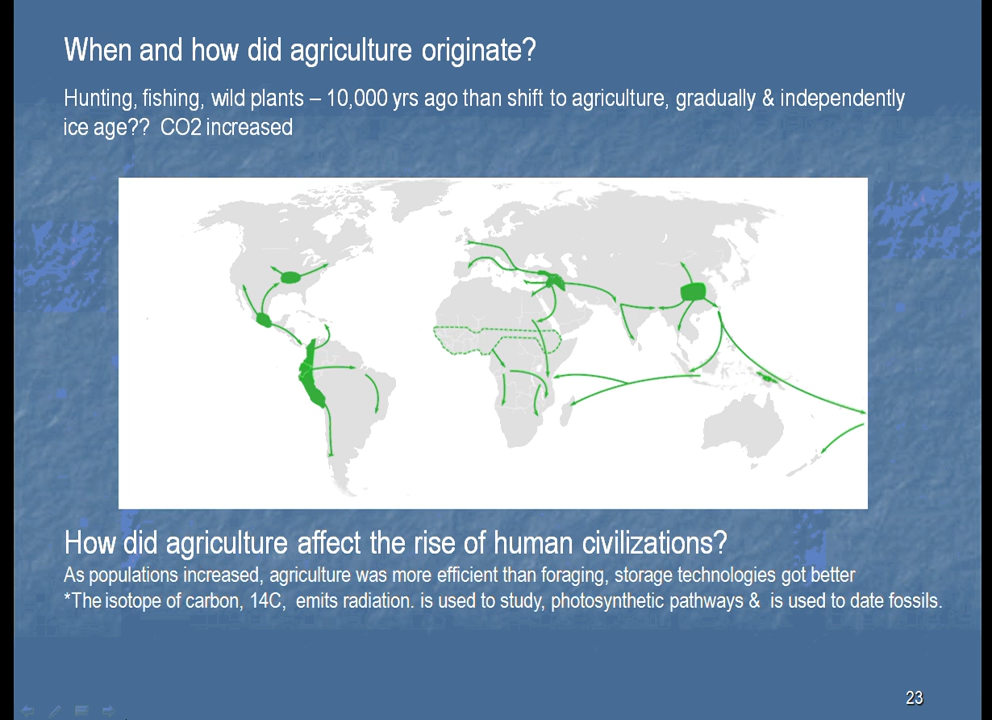 When and how did agriculture originate?
Hunting, fishing, wild plants – 10,000 yrs ago than shift to agriculture, gradually & independently
ice age?? CO2 increased
How did agriculture affect the rise of human civilizations?
As populations increased, agriculture was more efficient than foraging, storage technologies got better
*The isotope of carbon, 14C, emits radiation. is used to study, photosynthetic pathways & is used to date fossils.
23